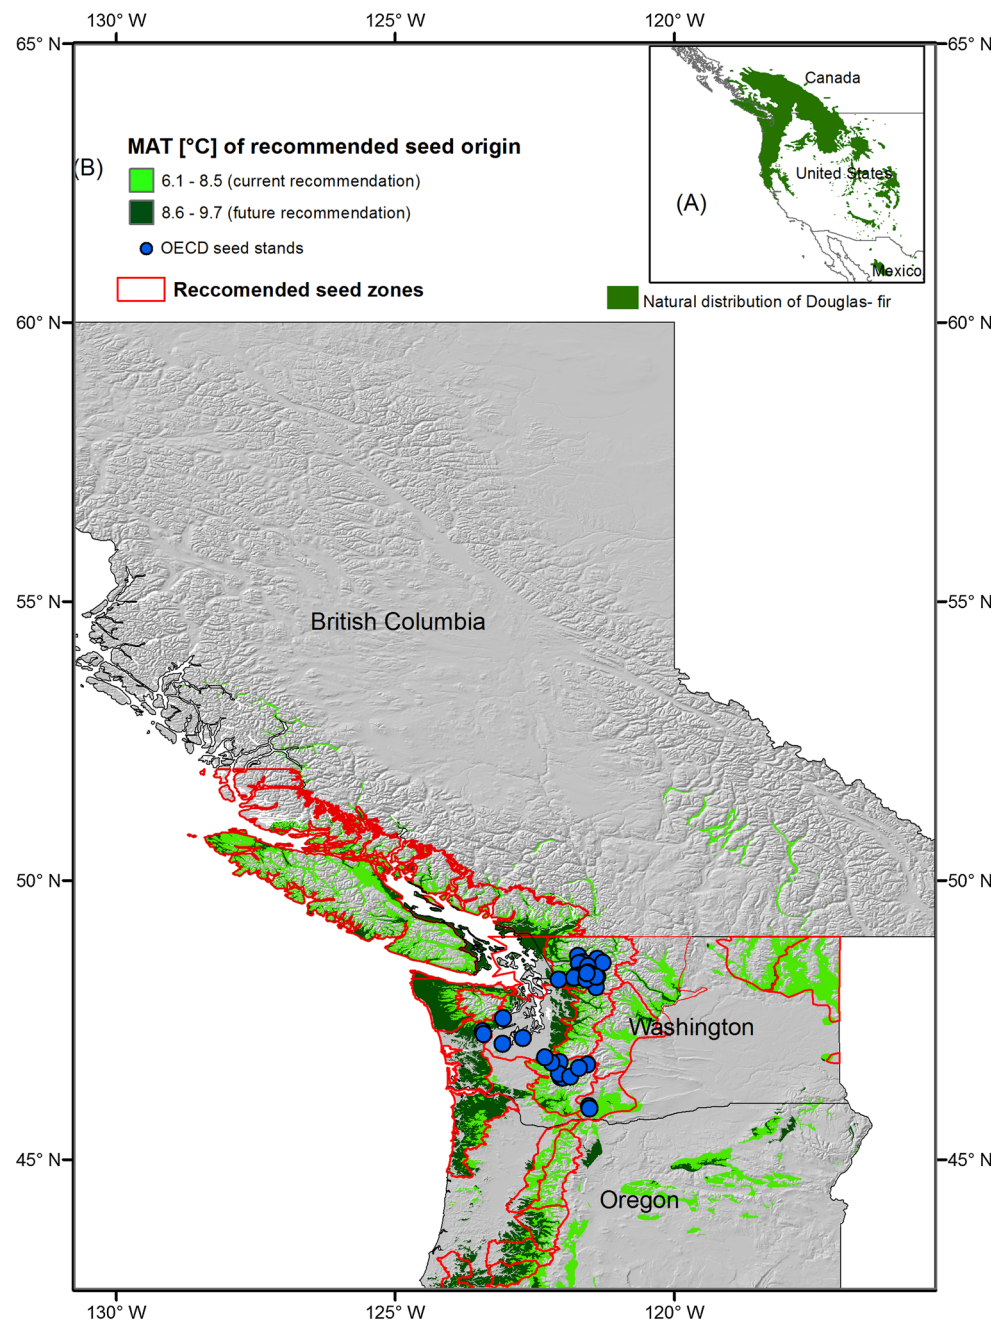 130° W 125° W 120° W
65° N 65° N
Canada
MAT [°C] of recommended seed origin
(B)
United States
6.1 - 8.5 (current recommendation)
(A)
8.6 - 9.7 (future recommendation)
OECD seed stands
Mexico
Reccomended seed zones
Natural distribution of Douglas- fir
60° N 60° N
55° N 55° N
British Columbia
50° N 50° N
Washington
45° N 45° N
Oregon
130° W 125° W 120° W